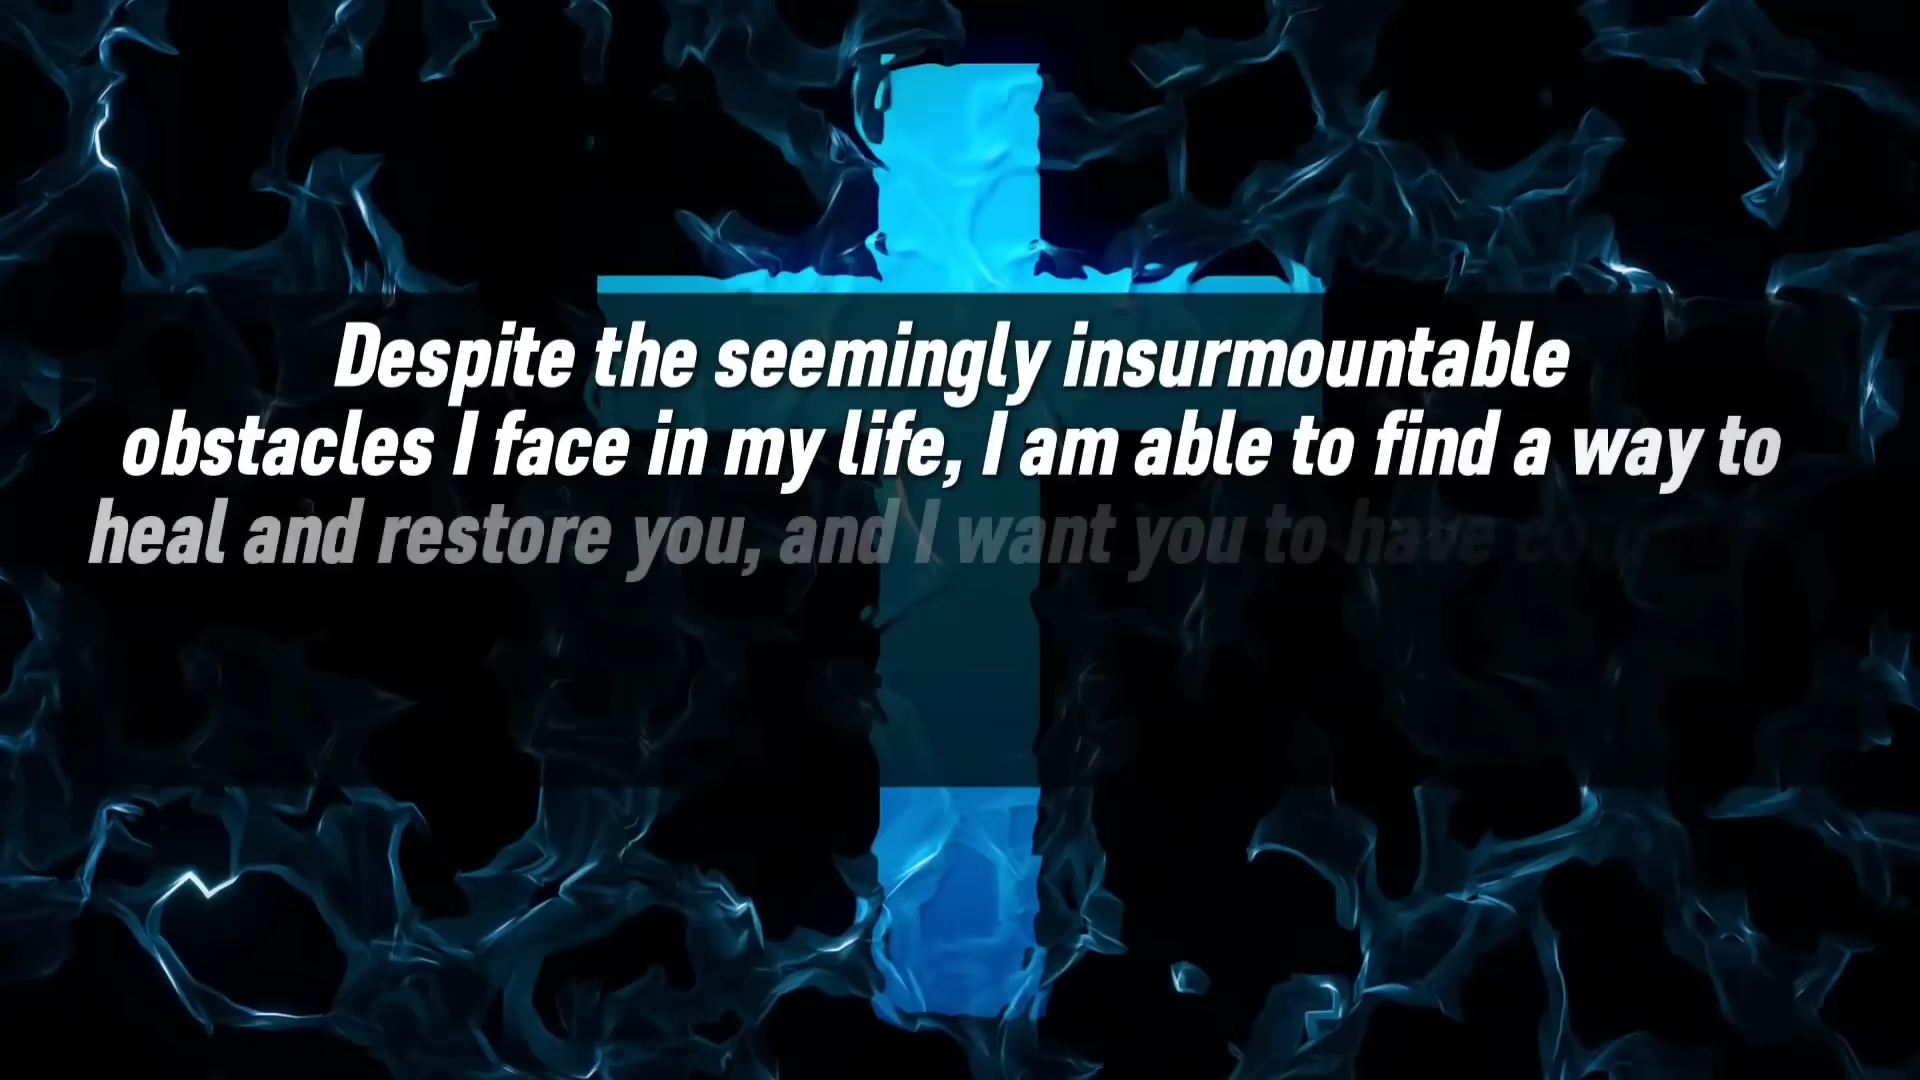 Despite the seemingly insurmountable
obstacles I face in my life, I am able to find a way to
heal and restore you, and I want you to have